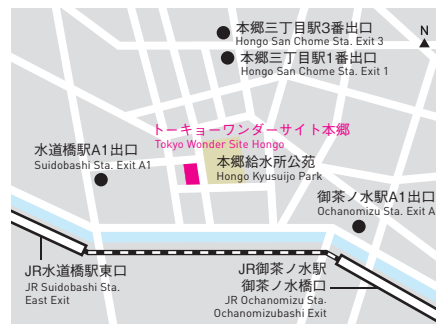 本郷三丁目駅3番出口
Hongo San Chome Sta. Exit 3
本郷三丁目駅1番出口
Hongo San Chome Sta. Exit 1
N
トーキョーワンダーサイト本郷
Tokyo Wonder Site Hongo
水道橋駅A1出口
Suidobashi Sta. Exit A1
本郷給水所公苑
Hongo Kyusuijo Park
御茶ノ水駅A1出口
Ochanomizu Sta. Exit A
JR水道橋駅東口
JR Suidobashi Sta.
East Exit
JR御茶ノ水駅
御茶ノ水橋口
JR Ochanomizu Sta.
Ochanomizubashi Exit